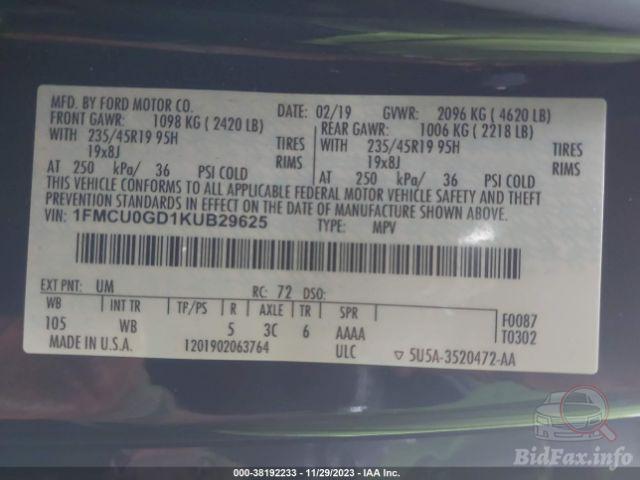 MFD. BY FORD MOTOR CO.
DATE: 02/19 GVWR: 2096 KG ( 4620 LB)
FRONT GAWR: 1098 KG ( 2420 LB) REAR GAWR: 1006 KG ( 2218 LB)
WITH 235/45R19 95H TIRES WITH 235/45R19 95H TIRES
19x8J RIMS 19x8J RIMS
AT 250 kPa/ 36 PSI COLD AT 250 kPa/ 36 PSI COLD
THIS VEHICLE CONFORMS TO ALL APPLICABLE FEDERAL MOTOR VEHICLE SAFETY AND THEFT
PREVENTION STANDARDS IN EFFECT ON THE DATE OF MANUFACTURE SHOWN ABOVE.
VIN: 1FMCU0GD1KUB29625 TYPE: MPV
EXT PNT: UM RC: 72 DSO:
WB INT TR TP/PS R AXLE TR SPR F0087
105 WB 5 3C 6 AAAA T0302
MADE IN U.S.A. 1201902063764 ULC ▽ 5U5A-3520472-AA
BidFax.info
000-38192233 - 11/29/2023 - IAA Inc.